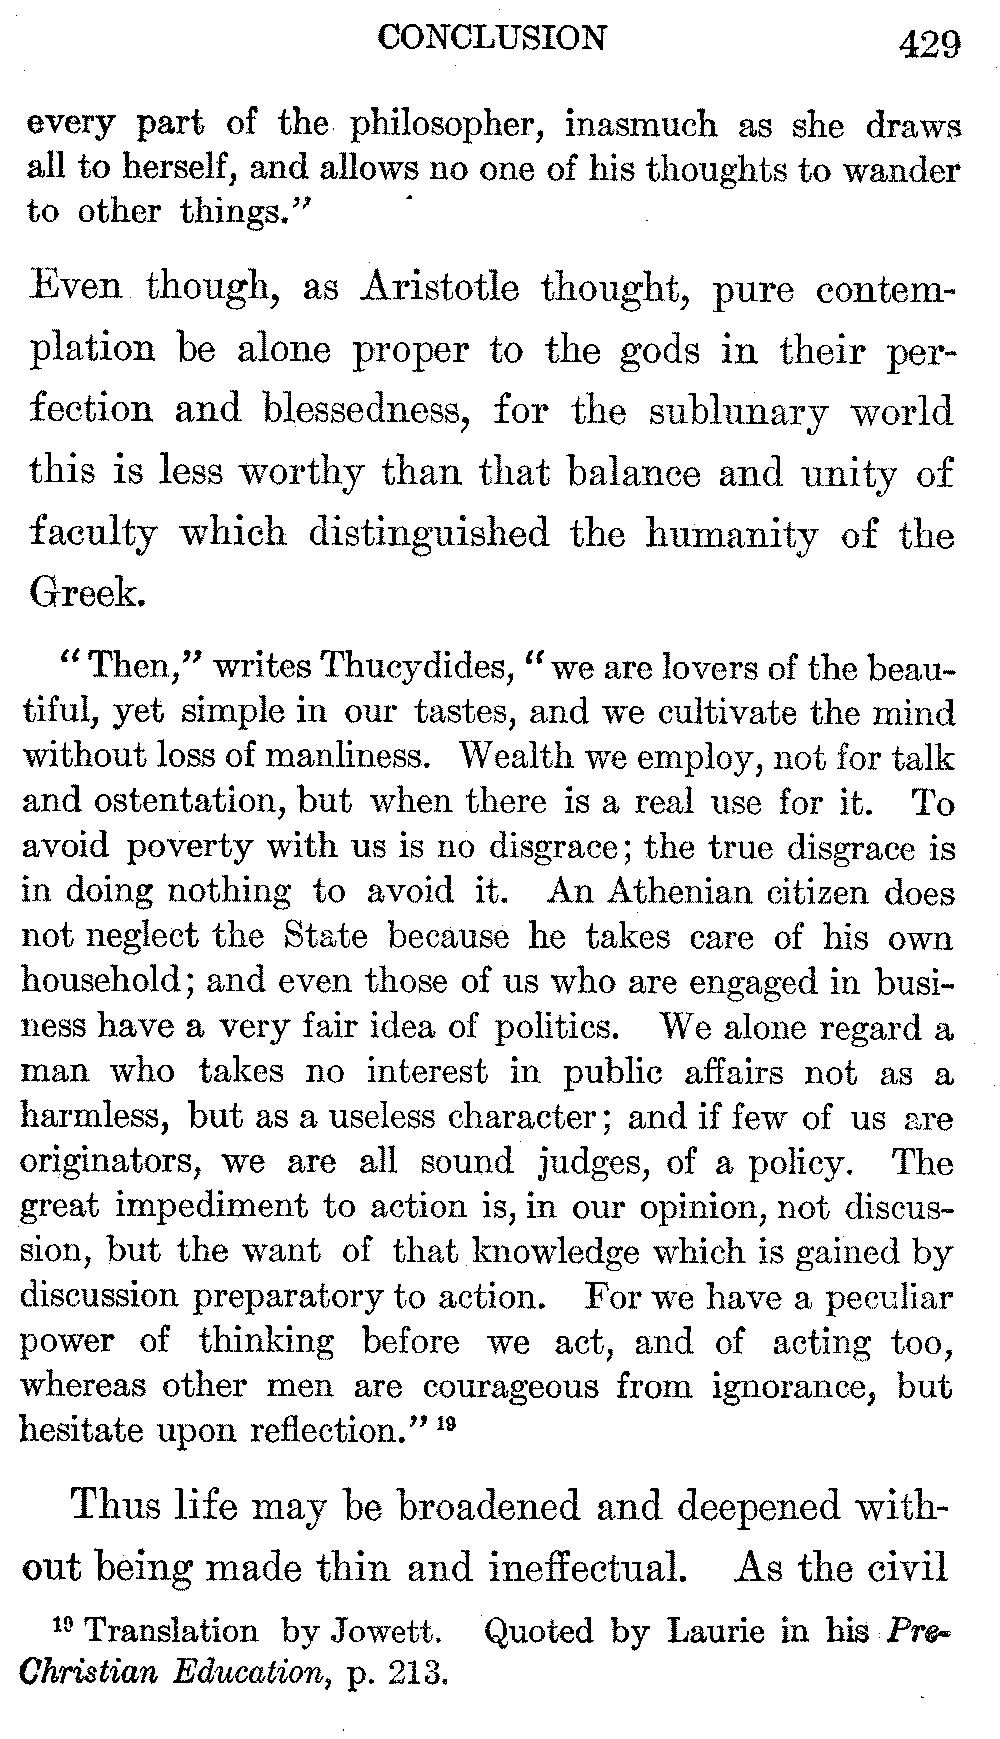 CONCLUSION 429
every part of the philosopher, inasmuch as she draws
all to herself, and allows no one of his thoughts to wander
to other things."
Even though, as Aristotle thought, pure contem-
plation be alone proper to the gods in their per-
fection and blessedness, for the sublunary world
this is less worthy than that balance and unity of
faculty which distinguished the humanity of the
Greek.
"Then," writes Thucydides, "we are lovers of the beau-
tiful, yet simple in our tastes, and we cultivate the mind
without loss of manliness. Wealth we employ, not for talk
and ostentation, but when there is a real use for it. To
avoid poverty with us is no disgrace; the true disgrace is
in doing nothing to avoid it. An Athenian citizen does
not neglect the State because he takes care of his own
household; and even those of us who are engaged in busi-
ness have a very fair idea of politics. We alone regard a
man who takes no interest in public affairs not as a
harmless, but as a useless character; and if few of us are
originators, we are all sound judges, of a policy. The
great impediment to action is, in our opinion, not discus-
sion, but the want of that knowledge which is gained by
discussion preparatory to action. For we have a peculiar
power of thinking before we act, and of acting too,
whereas other men are courageous from ignorance, but
hesitate upon reflection." 19
Thus life may be broadened and deepened with-
out being made thin and ineffectual. As the civil
19 Translation by Jowett. Quoted by Laurie in his Pre-
Christian Education, p. 213.